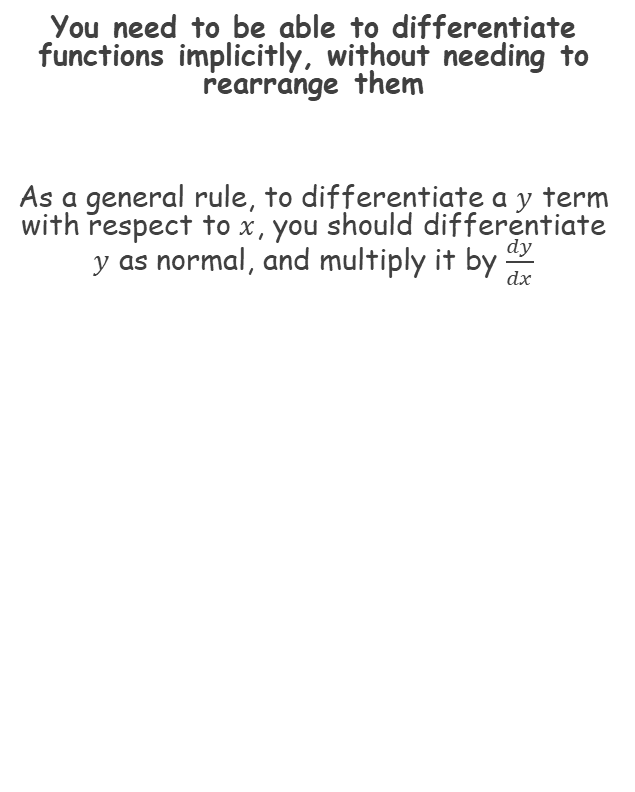 You need to be able to differentiate
functions implicitly, without needing to
rearrange them
As a general rule, to differentiate a y term
with respect to x, you should differentiate
y as normal, and multiply it by dy/dx